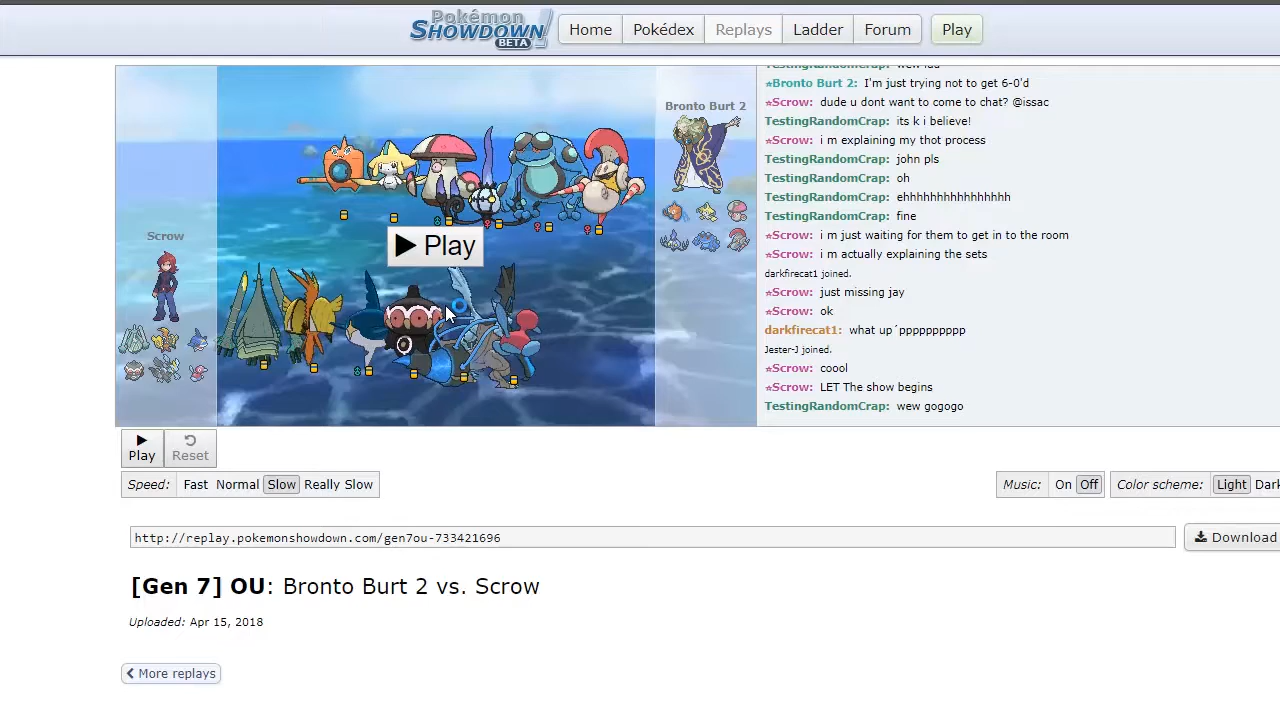 Pokémon
SHOWDOWN!
BETA
Home Pokédex Replays Ladder Forum Play
Scrow
Bronto Burt 2
▶ Play
☆Bronto Burt 2: I'm just trying not to get 6-0'd
☆Scrow: dude u dont want to come to chat? @issac
TestingRandomCrap: its k i believe!
☆Scrow: i m explaining my thot process
TestingRandomCrap: john pls
TestingRandomCrap: oh
TestingRandomCrap: ehhhhhhhhhhhhhhhh
TestingRandomCrap: fine
☆Scrow: i m just waiting for them to get in to the room
☆Scrow: i m actually explaining the sets
darkfirecat1 joined.
☆Scrow: just missing jay
☆Scrow: ok
darkfirecat1: what up´pppppppppp
Jester-J joined.
☆Scrow: coool
☆Scrow: LET The show begins
TestingRandomCrap: wew gogogo
Play Reset
Speed: Fast Normal Slow Really Slow
Music: On Off
Color scheme: Light Dark
http://replay.pokemonshowdown.com/gen7ou-733421696
Download
[Gen 7] OU: Bronto Burt 2 vs. Scrow
Uploaded: Apr 15, 2018
More replays